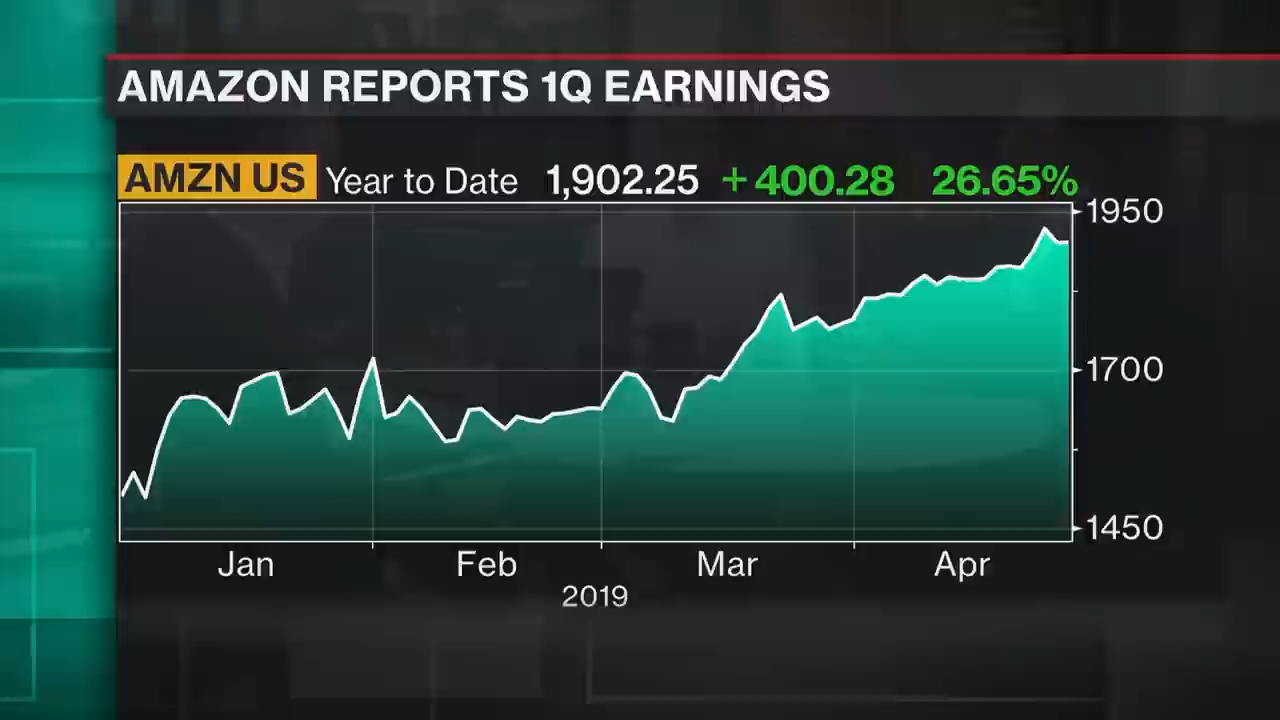 AMAZON REPORTS 1Q EARNINGS
AMZN US Year to Date 1,902.25 +400.28 26.65%
1950
1700
1450
Jan Feb Mar Apr
2019